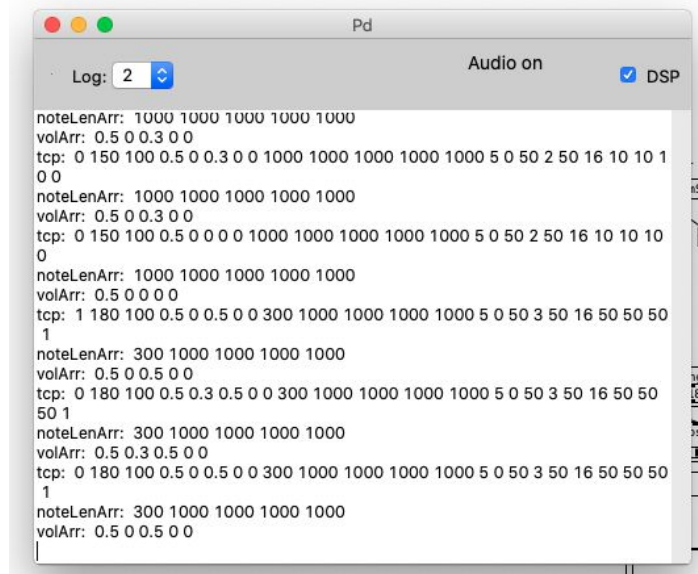 Pd
Audio on
Log: 2
DSP
noteLenArr: 1000 1000 1000 1000 1000
volArr: 0.5 0 0.3 0 0
tcp: 0 150 100 0.5 0 0.3 0 0 1000 1000 1000 1000 1000 5 0 50 2 50 16 10 10 1
0 0
noteLenArr: 1000 1000 1000 1000 1000
volArr: 0.5 0 0.3 0 0
tcp: 0 150 100 0.5 0 0 0 0 1000 1000 1000 1000 1000 5 0 50 2 50 16 10 10 10
0
noteLenArr: 1000 1000 1000 1000 1000
volArr: 0.5 0 0 0 0
tcp: 1 180 100 0.5 0 0.5 0 0 300 1000 1000 1000 1000 5 0 50 3 50 16 50 50 50
1
noteLenArr: 300 1000 1000 1000 1000
volArr: 0.5 0 0.5 0 0
tcp: 0 180 100 0.5 0.3 0.5 0 0 300 1000 1000 1000 1000 5 0 50 3 50 16 50 50
50 1
noteLenArr: 300 1000 1000 1000 1000
volArr: 0.5 0.3 0.5 0 0
tcp: 0 180 100 0.5 0 0.5 0 0 300 1000 1000 1000 1000 5 0 50 3 50 16 50 50 50
1
noteLenArr: 300 1000 1000 1000 1000
volArr: 0.5 0 0.5 0 0